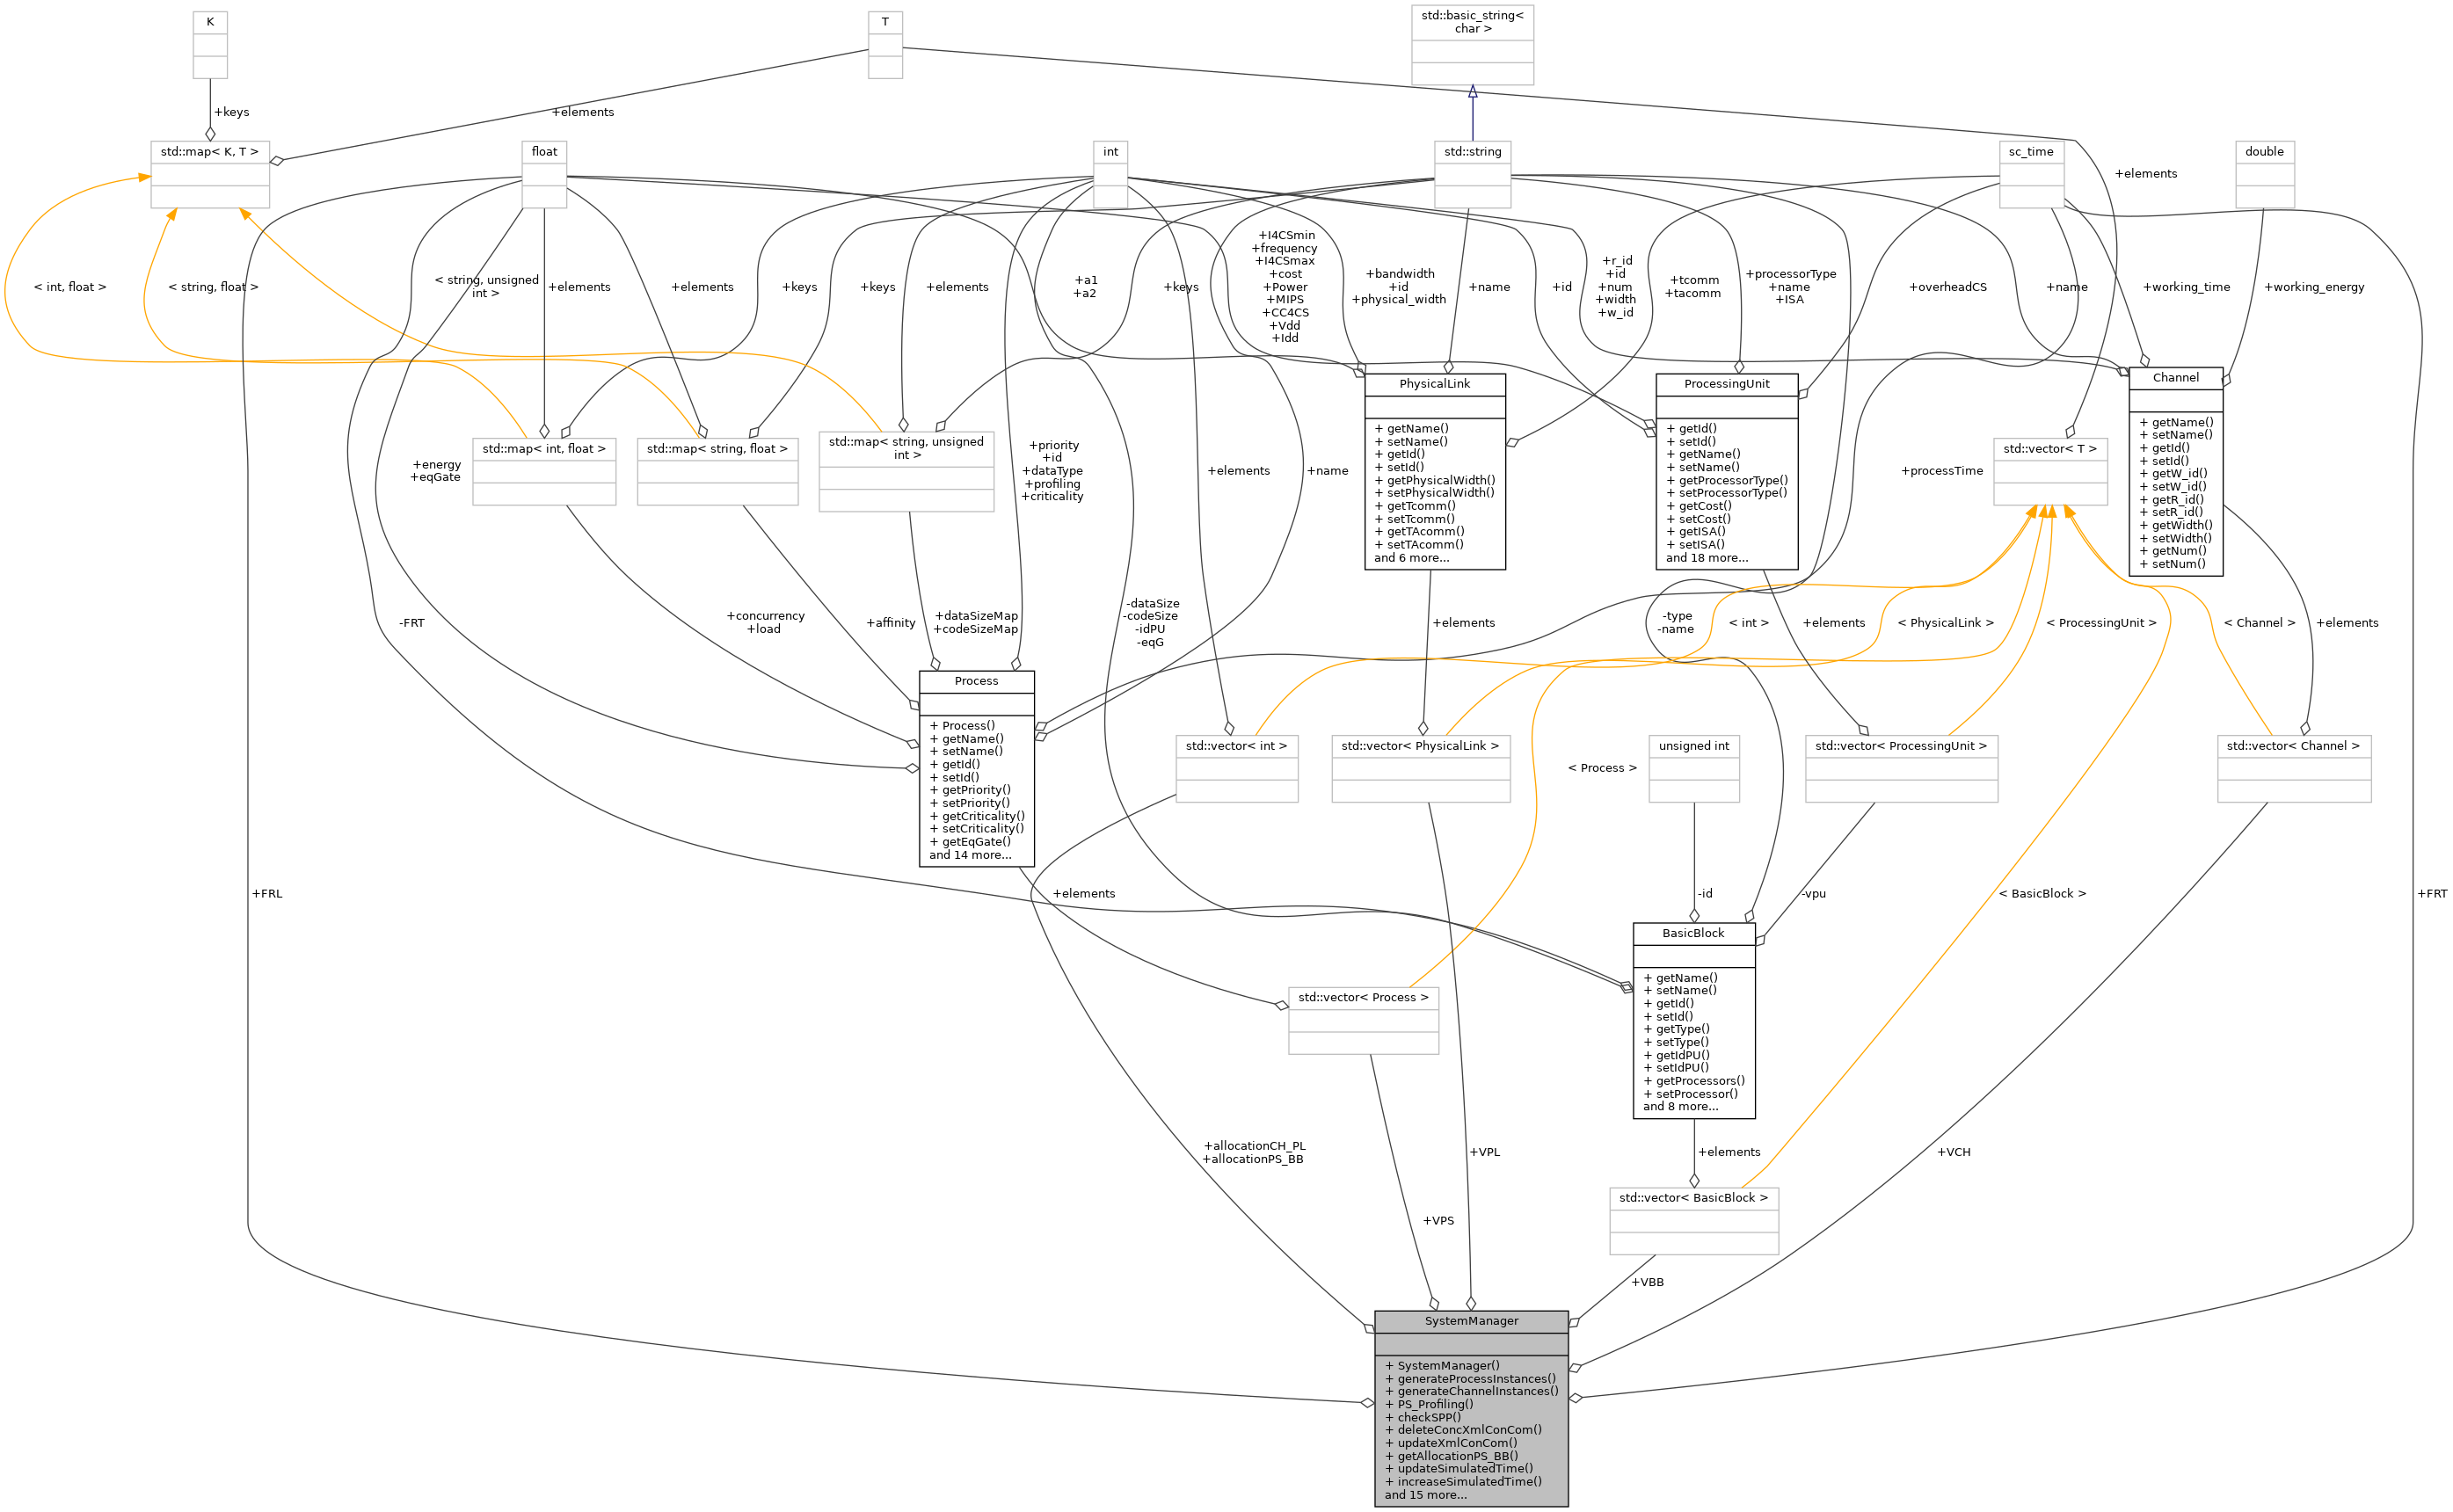 K
T
std::basic_string<
char >
+keys
+elements
std::map< K, T >
float
int
std::string
sc_time
double
+elements
< int, float >
< string, float >
< string, unsigned
int >
+elements
+elements
+keys
+keys
+elements
+a1
+a2
+keys
+I4CSmin
+frequency
+I4CSmax
+cost
+Power
+MIPS
+CC4CS
+Vdd
+Idd
+bandwidth
+id
+physical_width
+name
+id
+r_id
+id
+num
+width
+w_id
+tcomm
+tacomm
+processorType
+name
+ISA
+overheadCS
+name
+working_time
+working_energy
PhysicalLink
+ getName()
+ setName()
+ getId()
+ setId()
+ getPhysicalWidth()
+ setPhysicalWidth()
+ getTcomm()
+ setTcomm()
+ getTAcomm()
+ setTAcomm()
and 6 more...
ProcessingUnit
+ getId()
+ setId()
+ getName()
+ setName()
+ getProcessorType()
+ setProcessorType()
+ getCost()
+ setCost()
+ getISA()
+ setISA()
and 18 more...
Channel
+ getName()
+ setName()
+ getId()
+ setId()
+ getW_id()
+ setW_id()
+ getR_id()
+ setR_id()
+ getWidth()
+ setWidth()
+ getNum()
+ setNum()
std::map< int, float >
std::map< string, float >
std::map< string, unsigned
int >
std::vector< T >
+energy
+eqGate
+priority
+id
+dataType
+profiling
+criticality
+elements
+name
+processTime
-FRT
+concurrency
+load
+affinity
+dataSizeMap
+codeSizeMap
-dataSize
-codeSize
-idPU
-eqG
+elements
-type
-name
< int >
+elements
< PhysicalLink >
< ProcessingUnit >
< Channel >
+elements
Process
+ Process()
+ getName()
+ setName()
+ getId()
+ setId()
+ getPriority()
+ setPriority()
+ getCriticality()
+ setCriticality()
+ getEqGate()
and 14 more...
std::vector< int >
std::vector< PhysicalLink >
unsigned int
std::vector< ProcessingUnit >
std::vector< Channel >
< Process >
+FRL
+elements
-id
-vpu
< BasicBlock >
+FRT
BasicBlock
+ getName()
+ setName()
+ getId()
+ setId()
+ getType()
+ setType()
+ getIdPU()
+ setIdPU()
+ getProcessors()
+ setProcessor()
and 8 more...
std::vector< Process >
+allocationCH_PL
+allocationPS_BB
+VPL
+elements
+VCH
std::vector< BasicBlock >
+VPS
+VBB
SystemManager
+ SystemManager()
+ generateProcessInstances()
+ generateChannelInstances()
+ PS_Profiling()
+ checkSPP()
+ deleteConcXmlConCom()
+ updateXmlConCom()
+ getAllocationPS_BB()
+ updateSimulatedTime()
+ increaseSimulatedTime()
and 15 more...